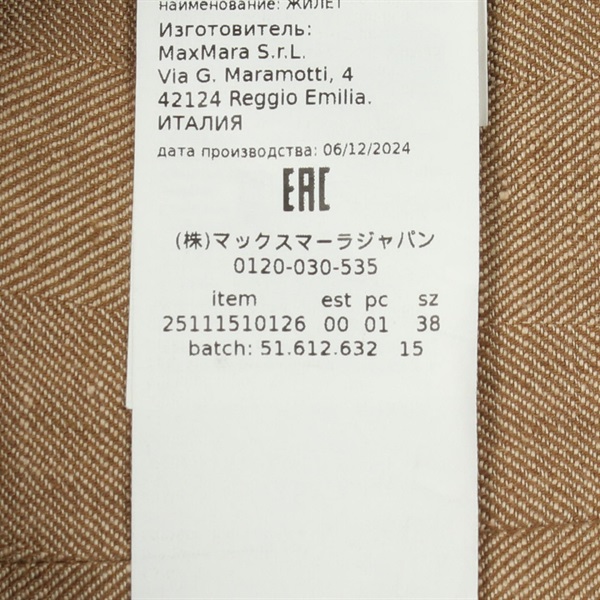 наименование: ЖИЛЕТ
Изготовитель:
MaxMara S.r.L.
Via G. Maramotti, 4
42124 Reggio Emilia.
ИТАЛИЯ
дата производства: 06/12/2024
EAC
(株)マックスマーラジャパン
0120-030-535
item est pc sz
25111510126 00 01 38
batch: 51.612.632 15